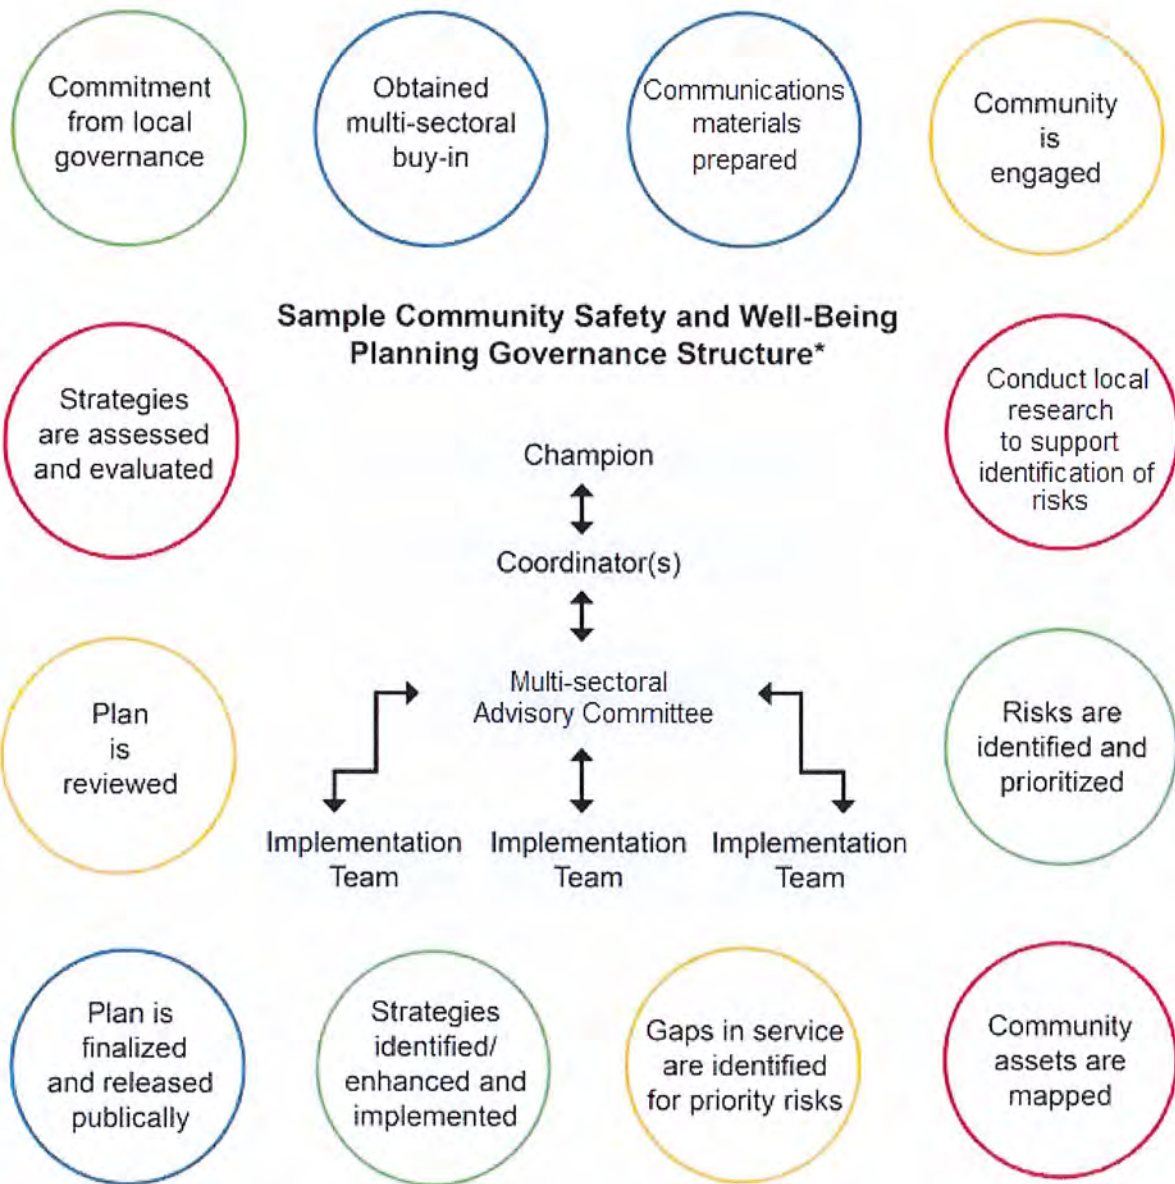 Commitment
from local
governance
Obtained
multi-sectoral
buy-in
Communications
materials
prepared
Community
is
engaged
Sample Community Safety and Well-Being
Planning Governance Structure*
Strategies
are assessed
and evaluated
Champion
Coordinator(s)
Multi-sectoral
Advisory Committee
Implementation
Team
Implementation
Team
Implementation
Team
Conduct local
research
to support
identification of
risks
Plan
is
reviewed
Risks are
identified and
prioritized
Plan is
finalized
and released
publically
Strategies
identified/
enhanced and
implemented
Gaps in service
are identified
for priority risks
Community
assets are
mapped